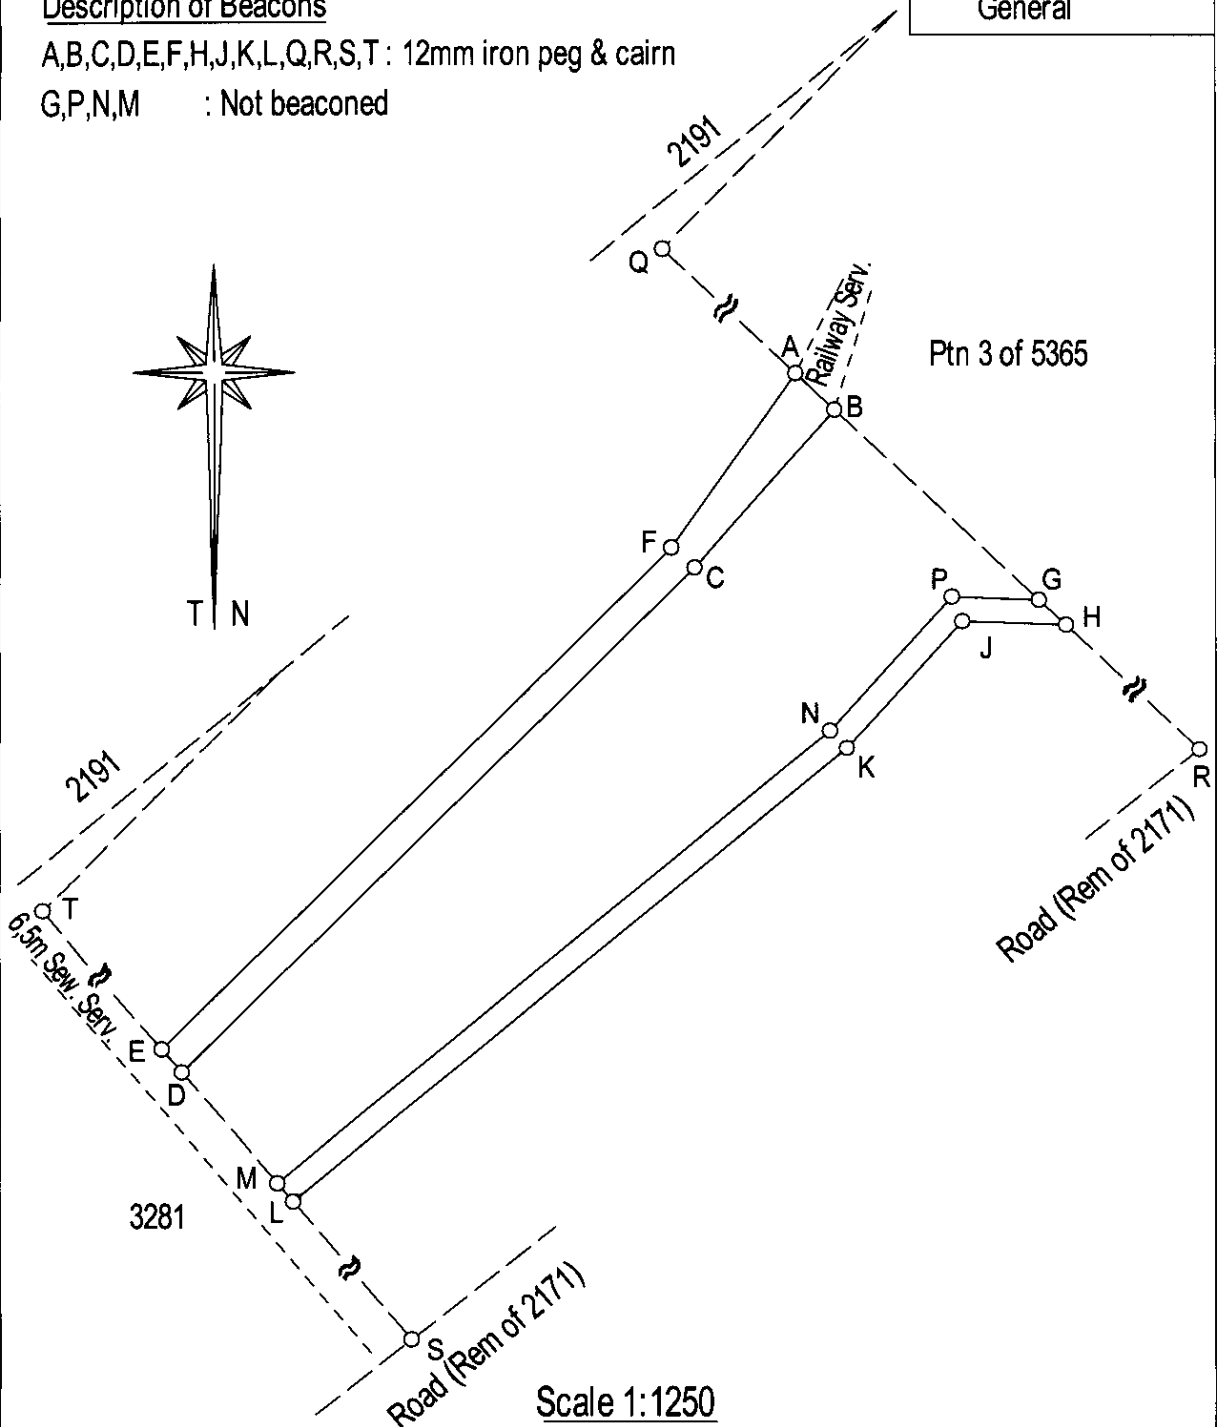 Description of Beacons
General
A,B,C,D,E,F,H,J,K,L,Q,R,S,T : 12mm iron peg & cairn
G,P,N,M : Not beaconed
2191
Q
Railway Serv.
A
Ptn 3 of 5365
B
F
C
P
G
H
J
T N
N
K
R
2191
Road (Rem of 2171)
T
6,5m Sew. Serv.
E
D
M
L
3281
S
Road (Rem of 2171)
Scale 1:1250